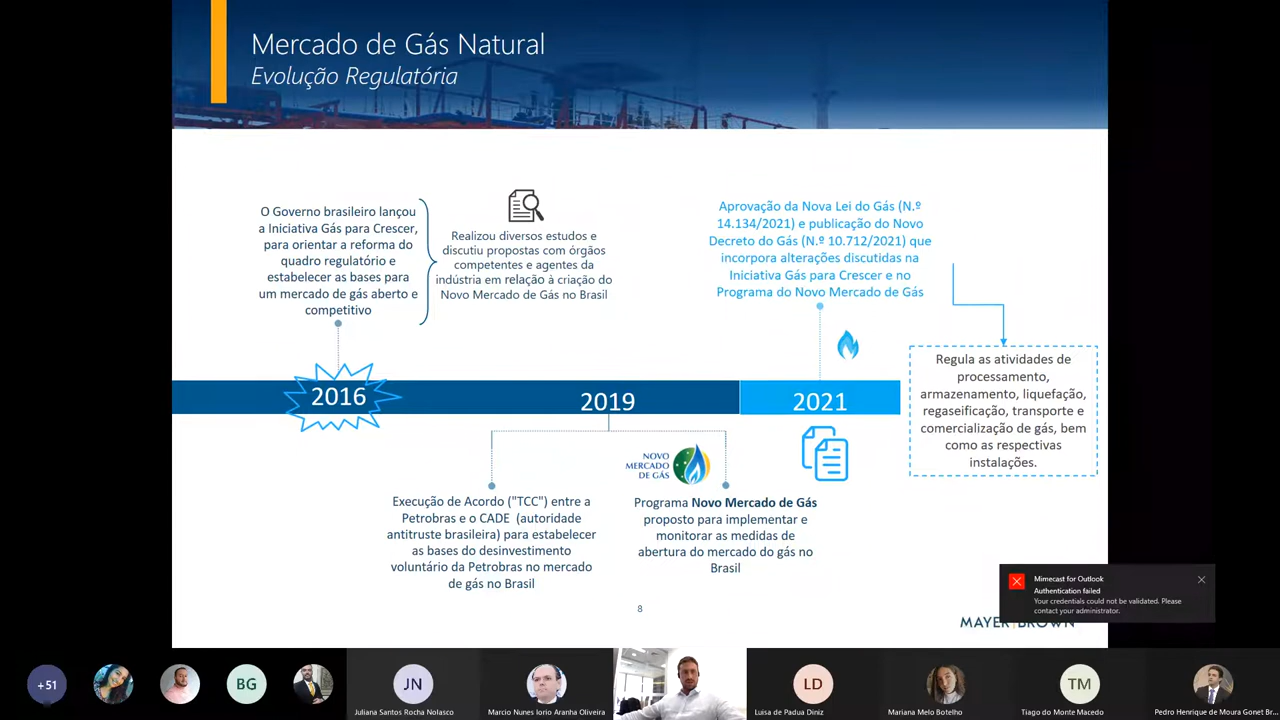 Mercado de Gás Natural
Evolução Regulatória
O Governo brasileiro lançou
a Iniciativa Gás para Crescer,
para orientar a reforma do
quadro regulatório e
estabelecer as bases para
um mercado de gás aberto e
competitivo
Realizou diversos estudos e
discutiu propostas com órgãos
competentes e agentes da
indústria em relação à criação do
Novo Mercado de Gás no Brasil
Aprovação da Nova Lei do Gás (N.º
14.134/2021) e publicação do Novo
Decreto do Gás (N.º 10.712/2021) que
incorpora alterações discutidas na
Iniciativa Gás para Crescer e no
Programa do Novo Mercado de Gás
Regula as atividades de
processamento,
armazenamento, liquefação,
regaseificação, transporte e
comercialização de gás, bem
como as respectivas
instalações.
2016
2019
2021
NOVO
MERCADO
DE GÁS
Execução de Acordo ("TCC") entre a
Petrobras e o CADE (autoridade
antitruste brasileira) para estabelecer
as bases do desinvestimento
voluntário da Petrobras no mercado
de gás no Brasil
Programa Novo Mercado de Gás
proposto para implementar e
monitorar as medidas de
abertura do mercado do gás no
Brasil
8
Mimecast for Outlook
Authentication failed
Your credentials could not be validated. Please
contact your administrator.
MAYER BROWN
+51
BG
JN
LD
TM
Juliana Santos Rocha Nolasco
Marcio Nunes Iorio Aranha Oliveira
Luisa de Padua Diniz
Mariana Melo Botelho
Tiago do Monte Macedo
Pedro Henrique de Moura Gonet Br...